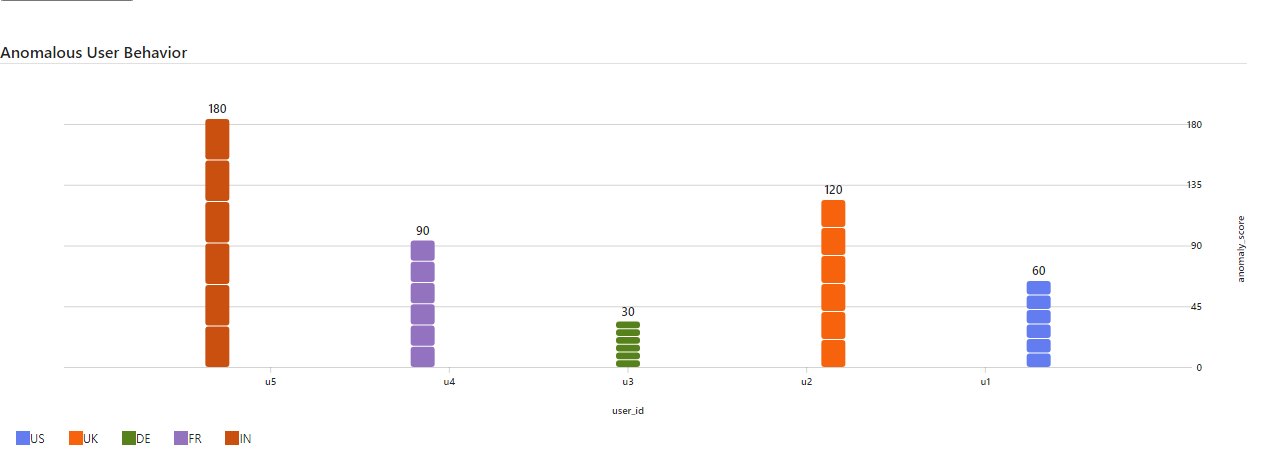 Anomalous User Behavior
180
90
30
120
60
180
135
90
45
0
anomaly_score
u5 u4 u3 u2 u1
user_id
US UK DE FR IN